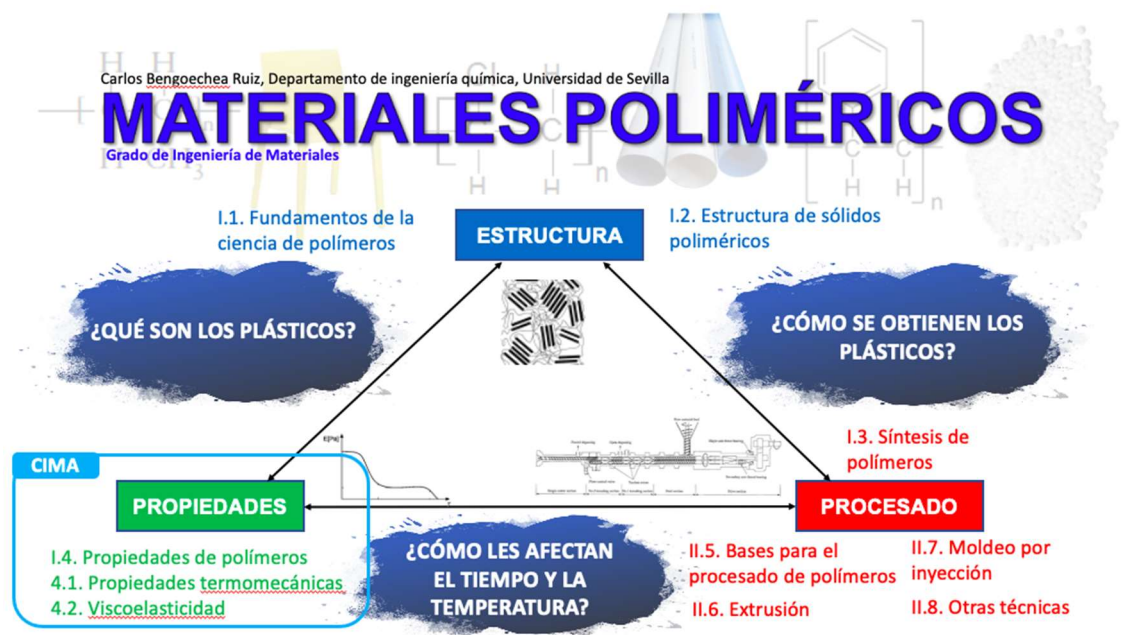 Carlos Bengoechea Ruiz, Departamento de ingeniería química, Universidad de Sevilla
MATERIALES POLIMÉRICOS
Grado de Ingeniería de Materiales
I.1. Fundamentos de la
ciencia de polímeros
ESTRUCTURA
I.2. Estructura de sólidos
poliméricos
¿QUÉ SON LOS PLÁSTICOS?
¿CÓMO SE OBTIENEN LOS
PLÁSTICOS?
I.3. Síntesis de
polímeros
CIMA
PROPIEDADES
PROCESADO
I.4. Propiedades de polímeros
4.1. Propiedades termomecánicas
4.2. Viscoelasticidad
¿CÓMO LES AFECTAN
EL TIEMPO Y LA
TEMPERATURA?
II.5. Bases para el
procesado de polímeros
II.6. Extrusión
II.7. Moldeo por
inyección
II.8. Otras técnicas